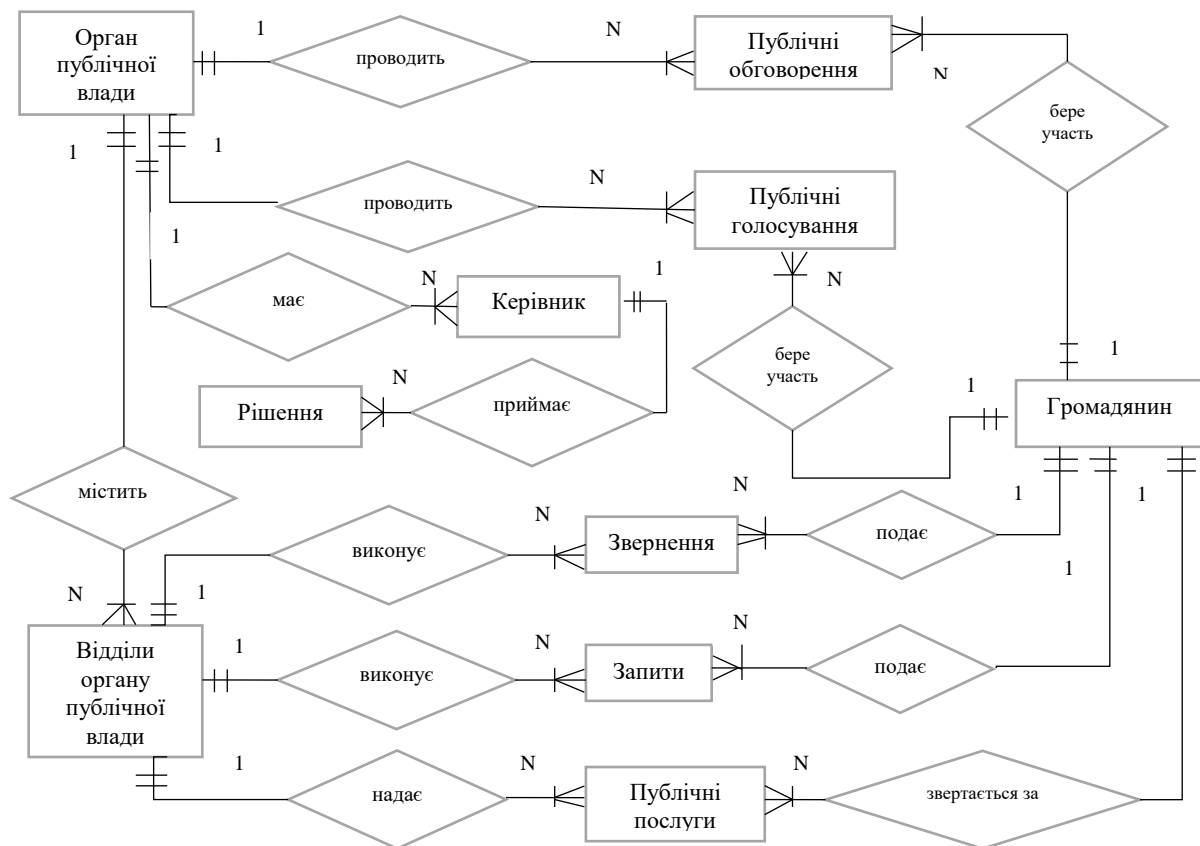 Орган
публічної
влади
1
проводить
N
Публічні
обговорення
N
бере
участь
1
1
1
проводить
N
Публічні
голосування
N
1
має
N
Керівник
1
бере
участь
1
1
Громадянин
Рішення
N
приймає
містить
N
1
виконує
N
Звернення
N
подає
1
1
1
Відділи
органу
публічної
влади
1
виконує
N
Запити
N
подає
1
надає
N
Публічні
послуги
N
звертається за